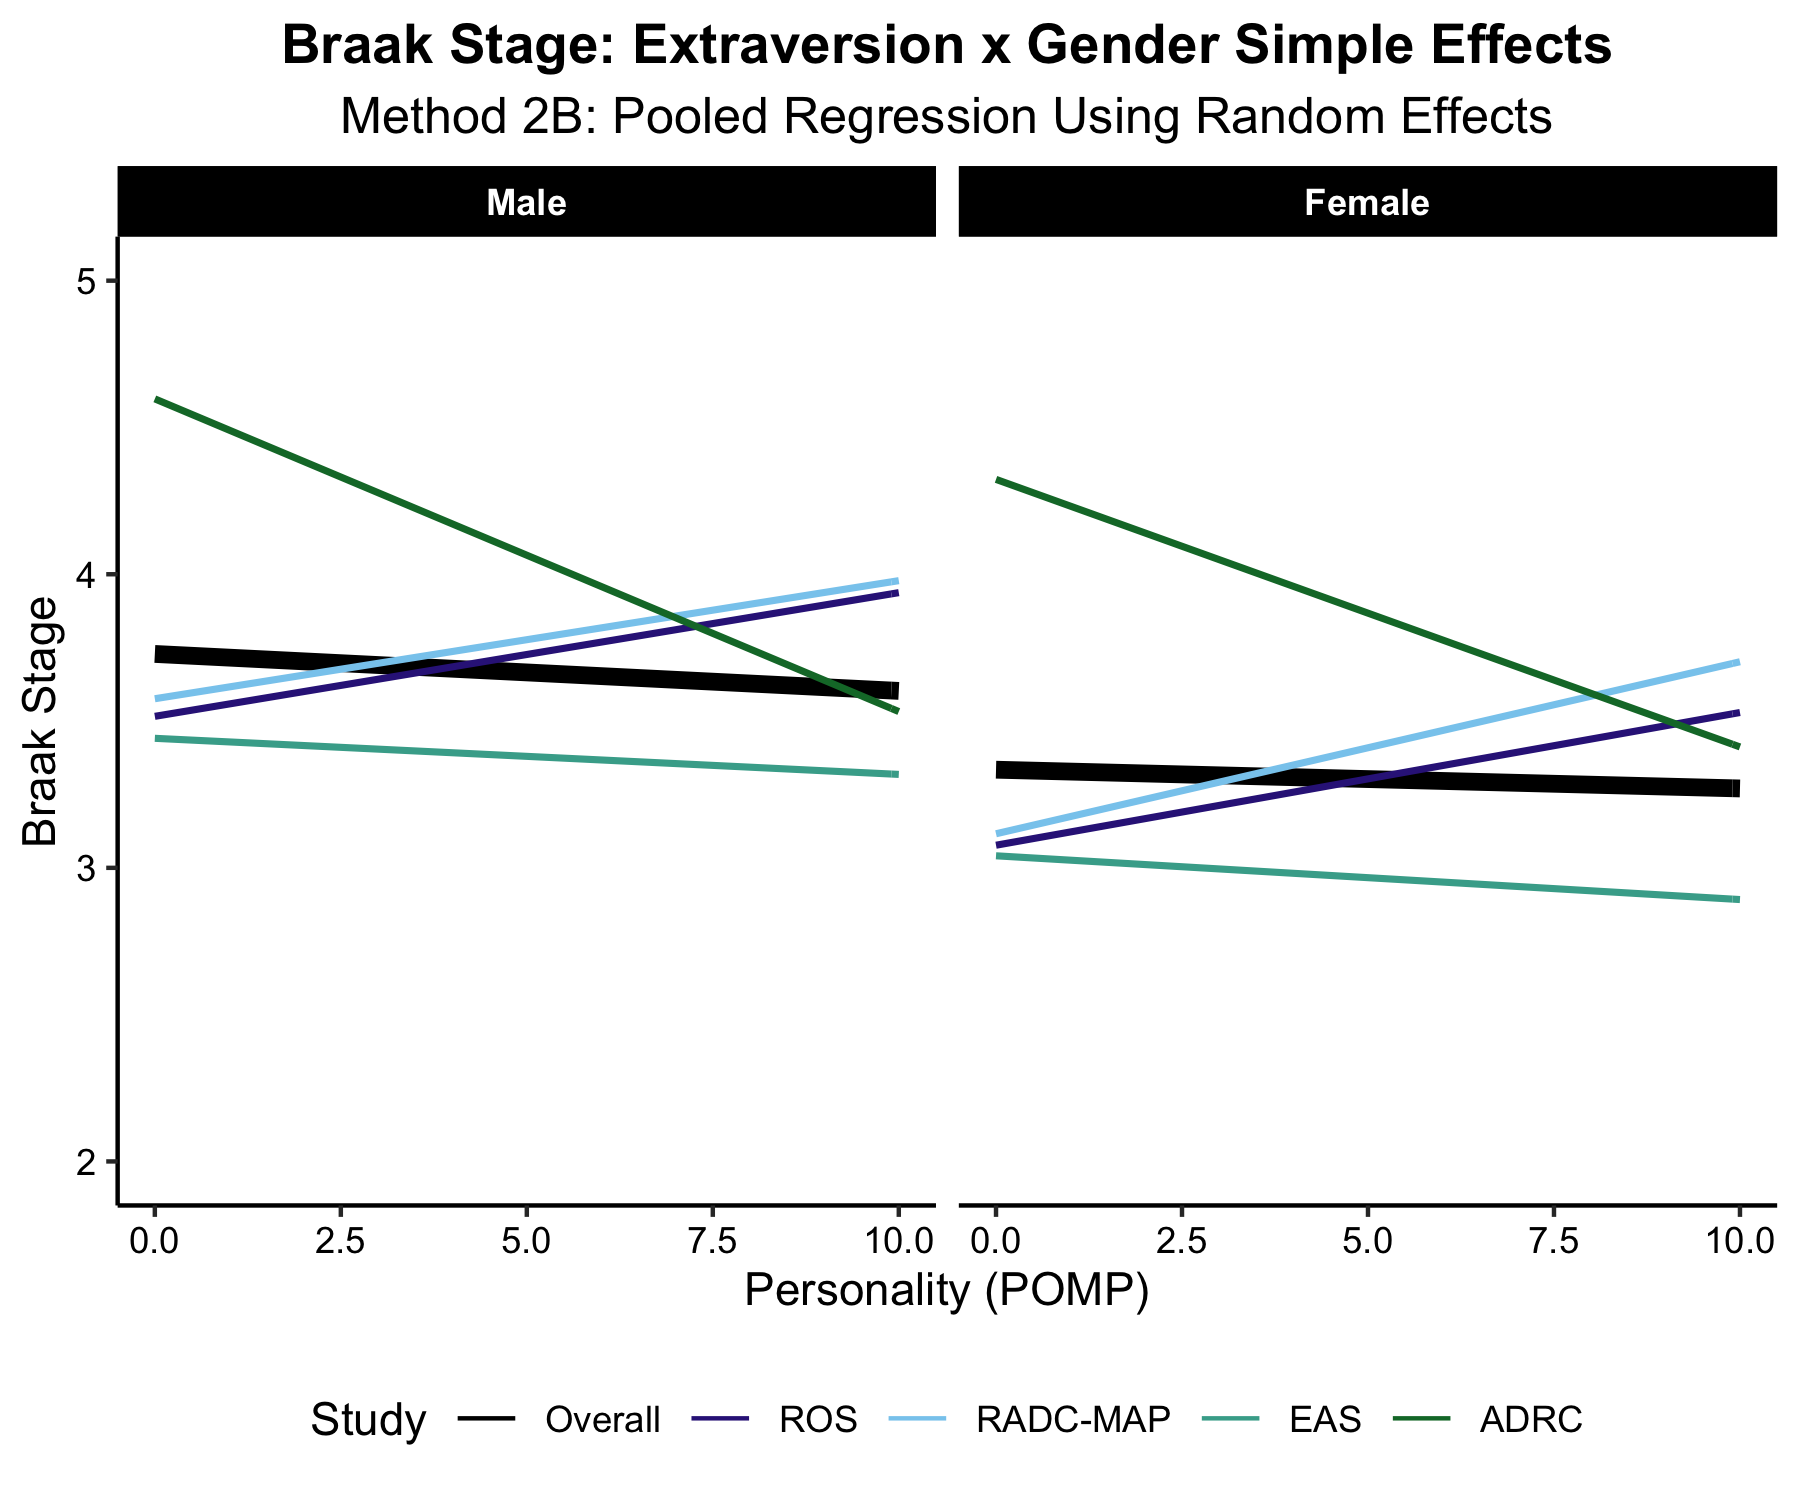 Braak Stage: Extraversion x Gender Simple Effects
Method 2B: Pooled Regression Using Random Effects
Male
Female
Braak Stage
5
4
3
2
0.0 2.5 5.0 7.5 10.0
0.0 2.5 5.0 7.5 10.0
Personality (POMP)
Study Overall ROS RADC-MAP EAS ADRC